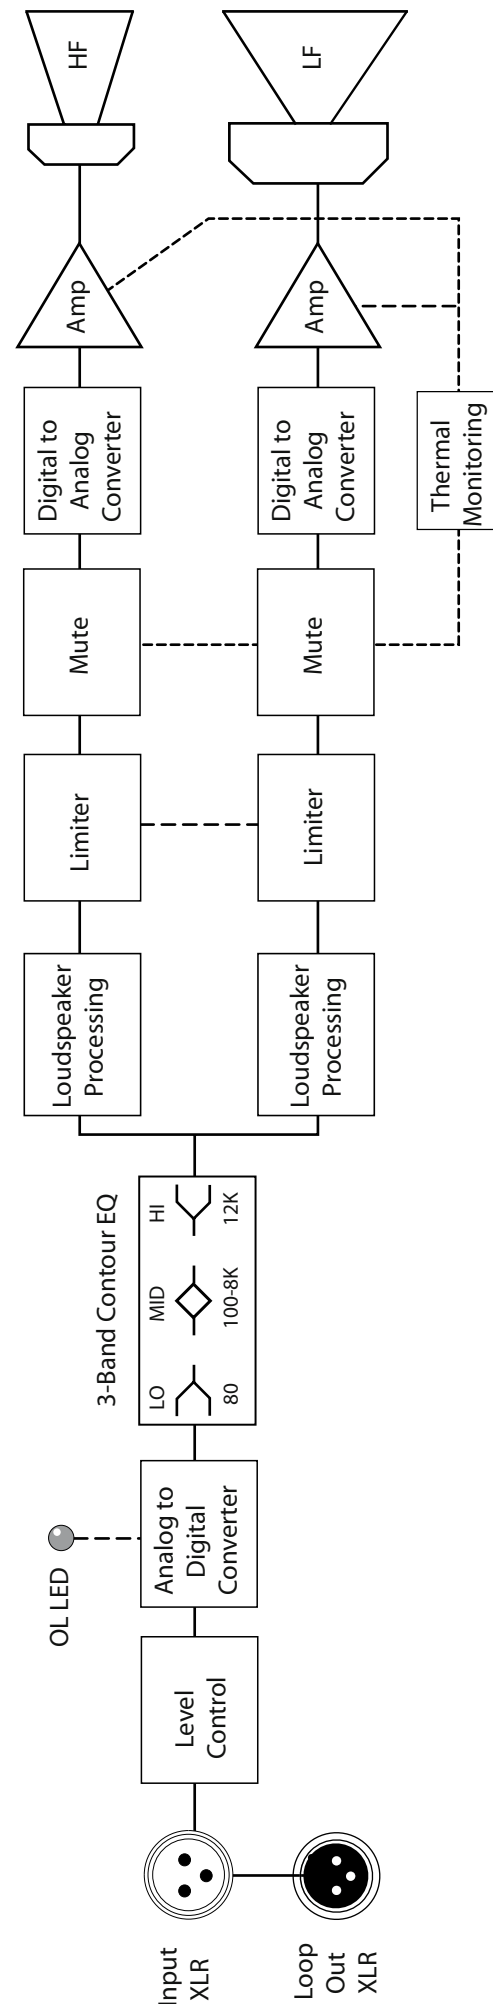 Input
XLR
Loop
Out
XLR
Level
Control
OL LED
Analog to
Digital
Converter
3-Band Contour EQ
LO
MID
HI
80
100-8K
12K
Loudspeaker
Processing
Loudspeaker
Processing
Limiter
Limiter
Mute
Mute
Digital to
Analog
Converter
Digital to
Analog
Converter
Thermal
Monitoring
Amp
Amp
HF
LF